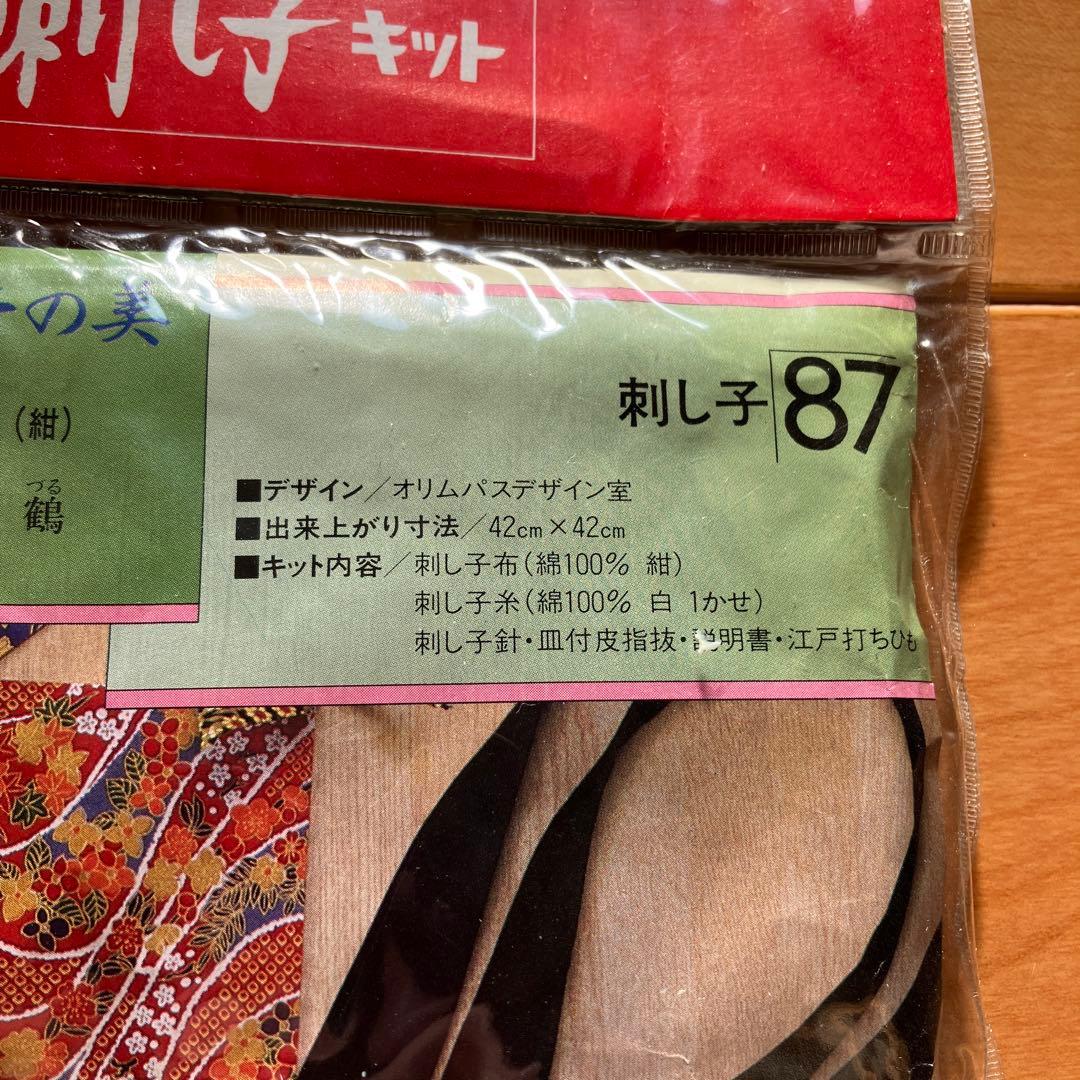 刺し子キット
の美
(紺)
づる
鶴
刺し子 87
■デザイン/オリムパスデザイン室
■出来上がり寸法/42cm×42cm
■キット内容/刺し子布(綿100% 紺)
刺し子糸(綿100% 白 1かせ)
刺し子針・皿付皮指抜・説明書・江戸打ちひも